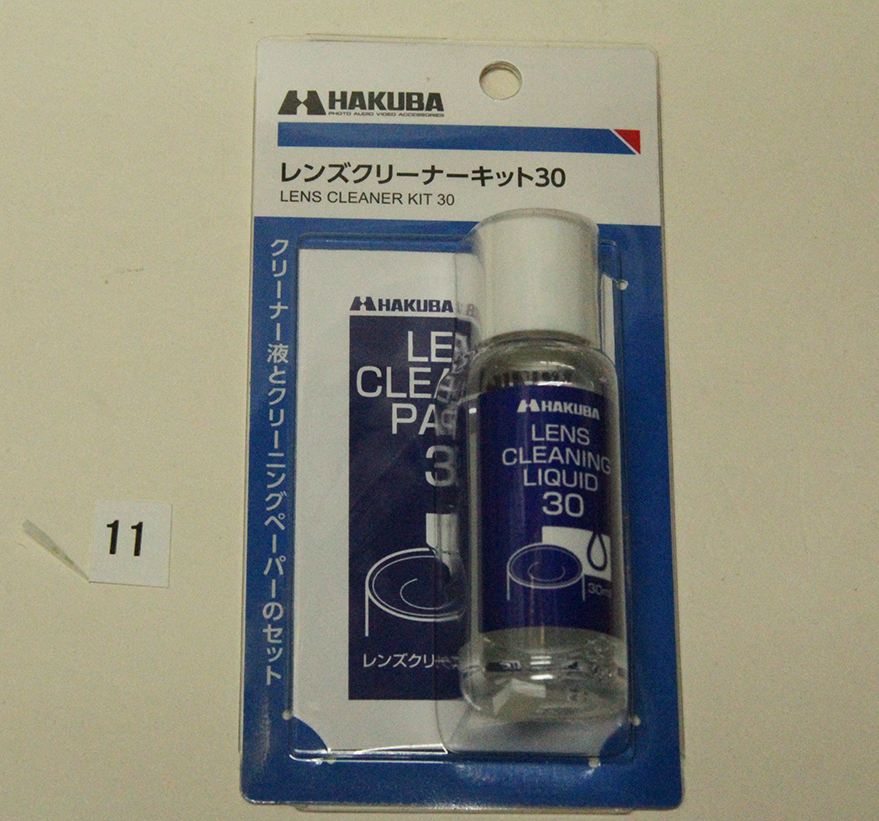 HAKUBA
PHOTO AUDIO VIDEO ACCESSORIES
レンズクリーナーキット30
LENS CLEANER KIT 30
クリーナー液とクリーニングペーパーのセット
HAKUBA
LE
CLEA
PA
3
レンズクリ
HAKUBA
LENS
CLEANING
LIQUID
30
30ml
11